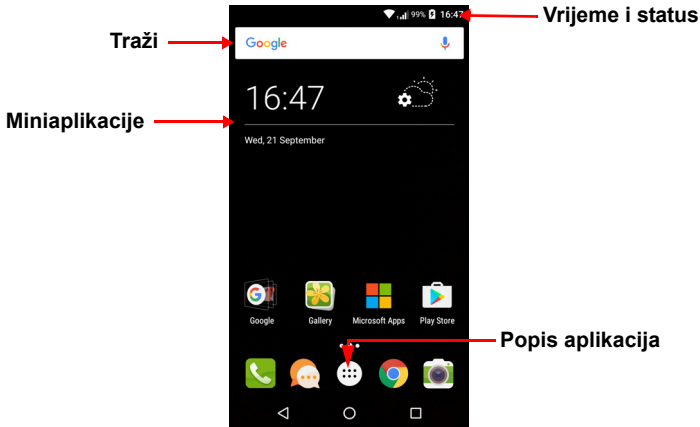 99% 16:47
Vrijeme i status
Traži
Google
16:47
Miniaplikacije
Wed, 21 September
Google Gallery Microsoft Apps Play Store
Popis aplikacija